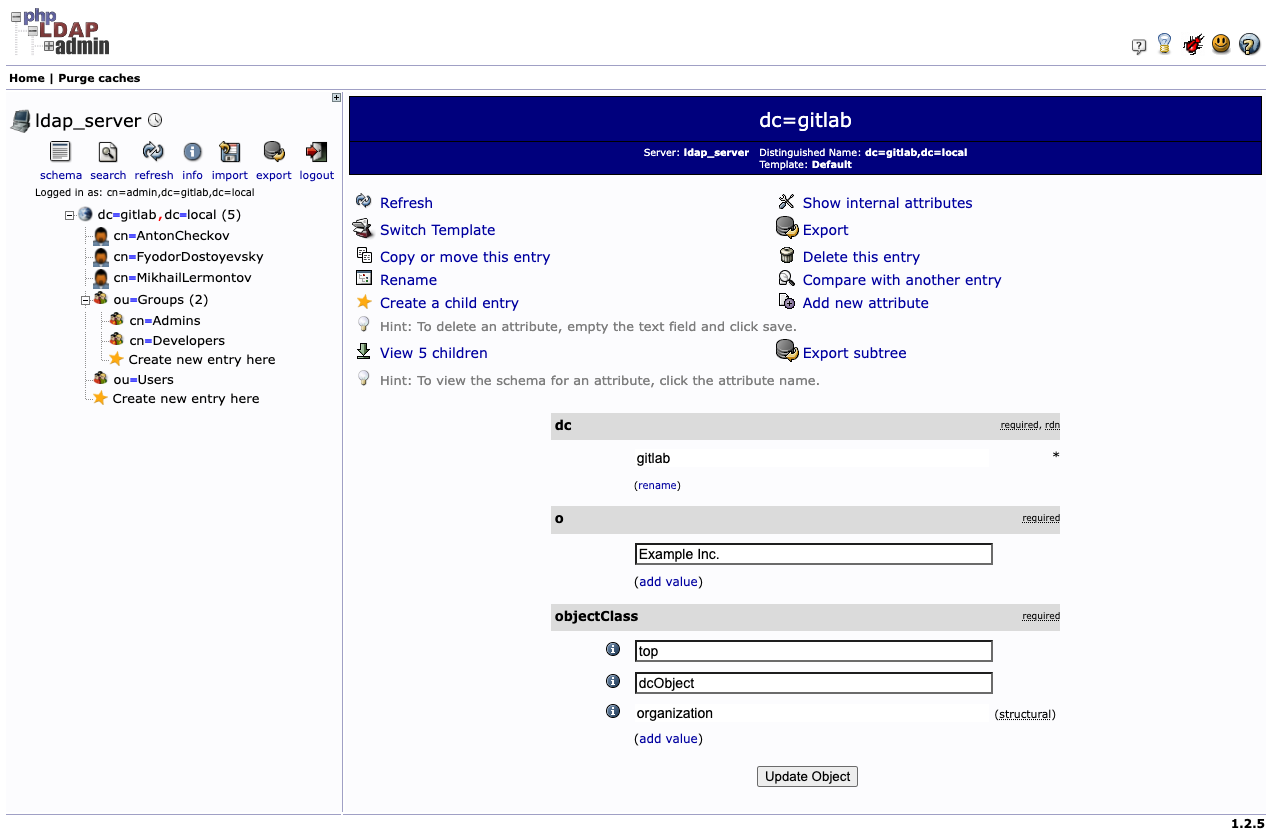 php
LDAP
admin
Home | Purge caches
ldap_server
schema search refresh info import export logout
Logged in as: cn=admin,dc=gitlab,dc=local
dc=gitlab,dc=local (5)
cn=AntonCheckov
cn=FyodorDostoyevsky
cn=MikhailLermontov
ou=Groups (2)
cn=Admins
cn=Developers
Create new entry here
ou=Users
Create new entry here
dc=gitlab
Server: ldap_server Distinguished Name: dc=gitlab,dc=local
Template: Default
Refresh Show internal attributes
Switch Template Export
Copy or move this entry Delete this entry
Rename Compare with another entry
Create a child entry Add new attribute
Hint: To delete an attribute, empty the text field and click save.
View 5 children Export subtree
Hint: To view the schema for an attribute, click the attribute name.
dc required, rdn
gitlab *
(rename)
o required
Example Inc.
(add value)
objectClass required
top
dcObject
organization (structural)
(add value)
Update Object
1.2.5